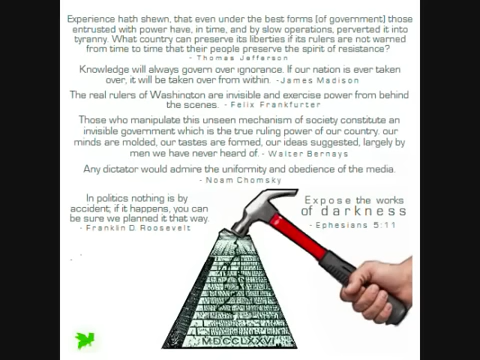 Experience hath shewn, that even under the best forms [of government] those
entrusted with power have, in time, and by slow operations, perverted it into
tyranny. What country can preserve its liberties if its rulers are not warned
from time to time that their people preserve the spirit of resistance?
- Thomas Jefferson
Knowledge will always govern over ignorance. If our nation is ever taken
over, it will be taken over from within. -James Madison
The real rulers of Washington are invisible and exercise power from behind
the scenes. - Felix Frankfurter
Those who manipulate this unseen mechanism of society constitute an
invisible government which is the true ruling power of our country. our
minds are molded, our tastes are formed, our ideas suggested, largely by
men we have never heard of. - Walter Bernays
Any dictator would admire the uniformity and obedience of the media.
- Noam Chomsky
In politics nothing is by
accident; if it happens, you can
be sure we planned it that way.
- Franklin D. Roosevelt
Expose the works
of darkness
- Ephesians 5:11
MDCCLXXVI